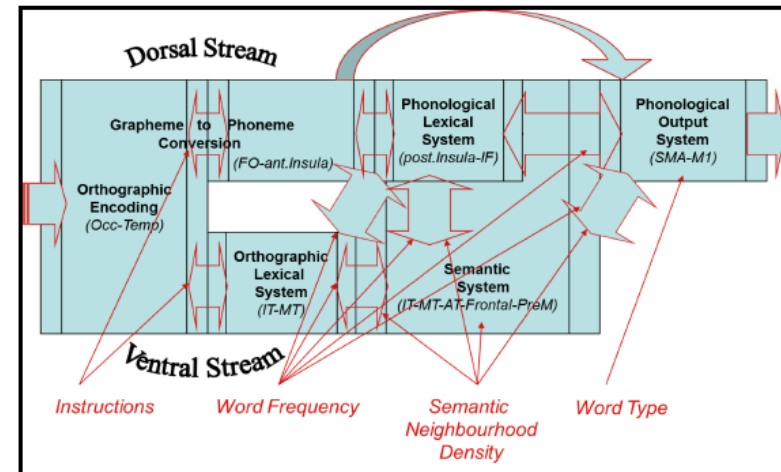 Dorsal Stream
Grapheme to Phoneme
Conversion
(FO-ant.Insula)
Phonological
Lexical
System
(post.Insula-IF)
Phonological
Output
System
(SMA-M1)
Orthographic
Encoding
(Occ-Temp)
Orthographic
Lexical
System
(IT-MT)
Semantic
System
(IT-MT-AT-Frontal-PreM)
Ventral Stream
Instructions
Word Frequency
Semantic
Neighbourhood
Density
Word Type